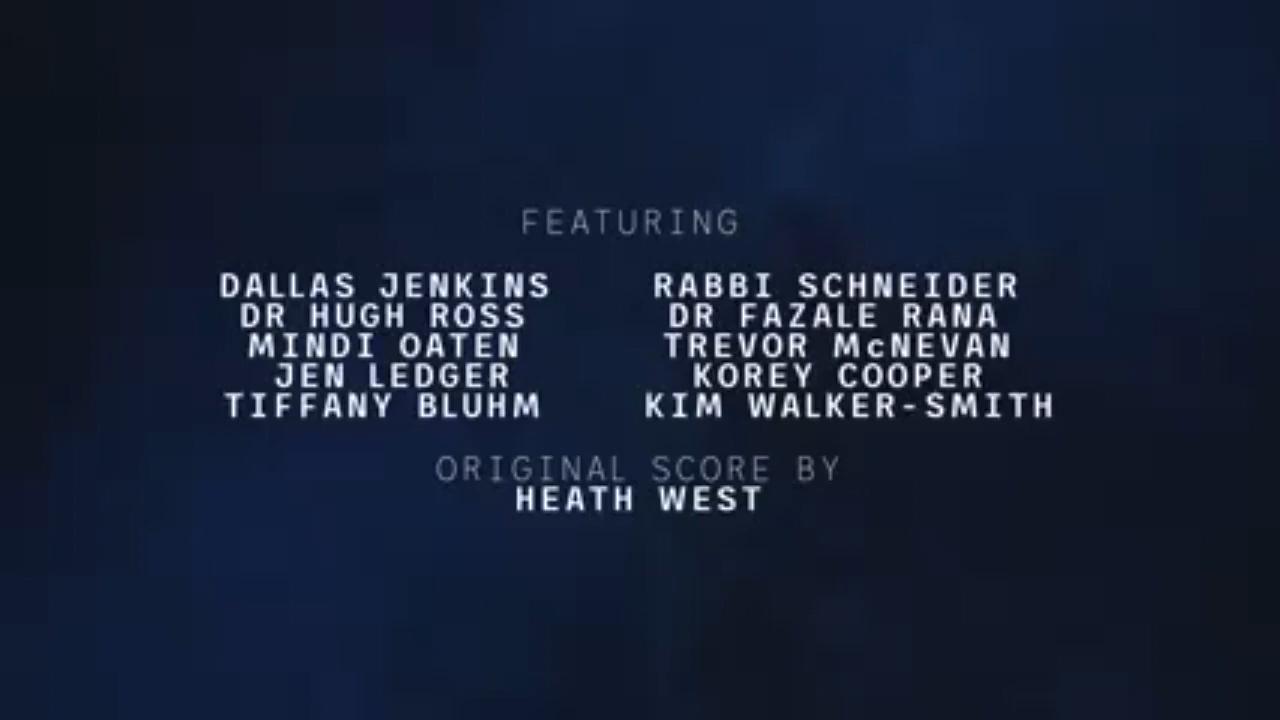 FEATURING
DALLAS JENKINS
DR HUGH ROSS
MINDI OATEN
JEN LEDGER
TIFFANY BLUHM
RABBI SCHNEIDER
DR FAZALE RANA
TREVOR McNEVAN
KOREY COOPER
KIM WALKER-SMITH
ORIGINAL SCORE BY
HEATH WEST